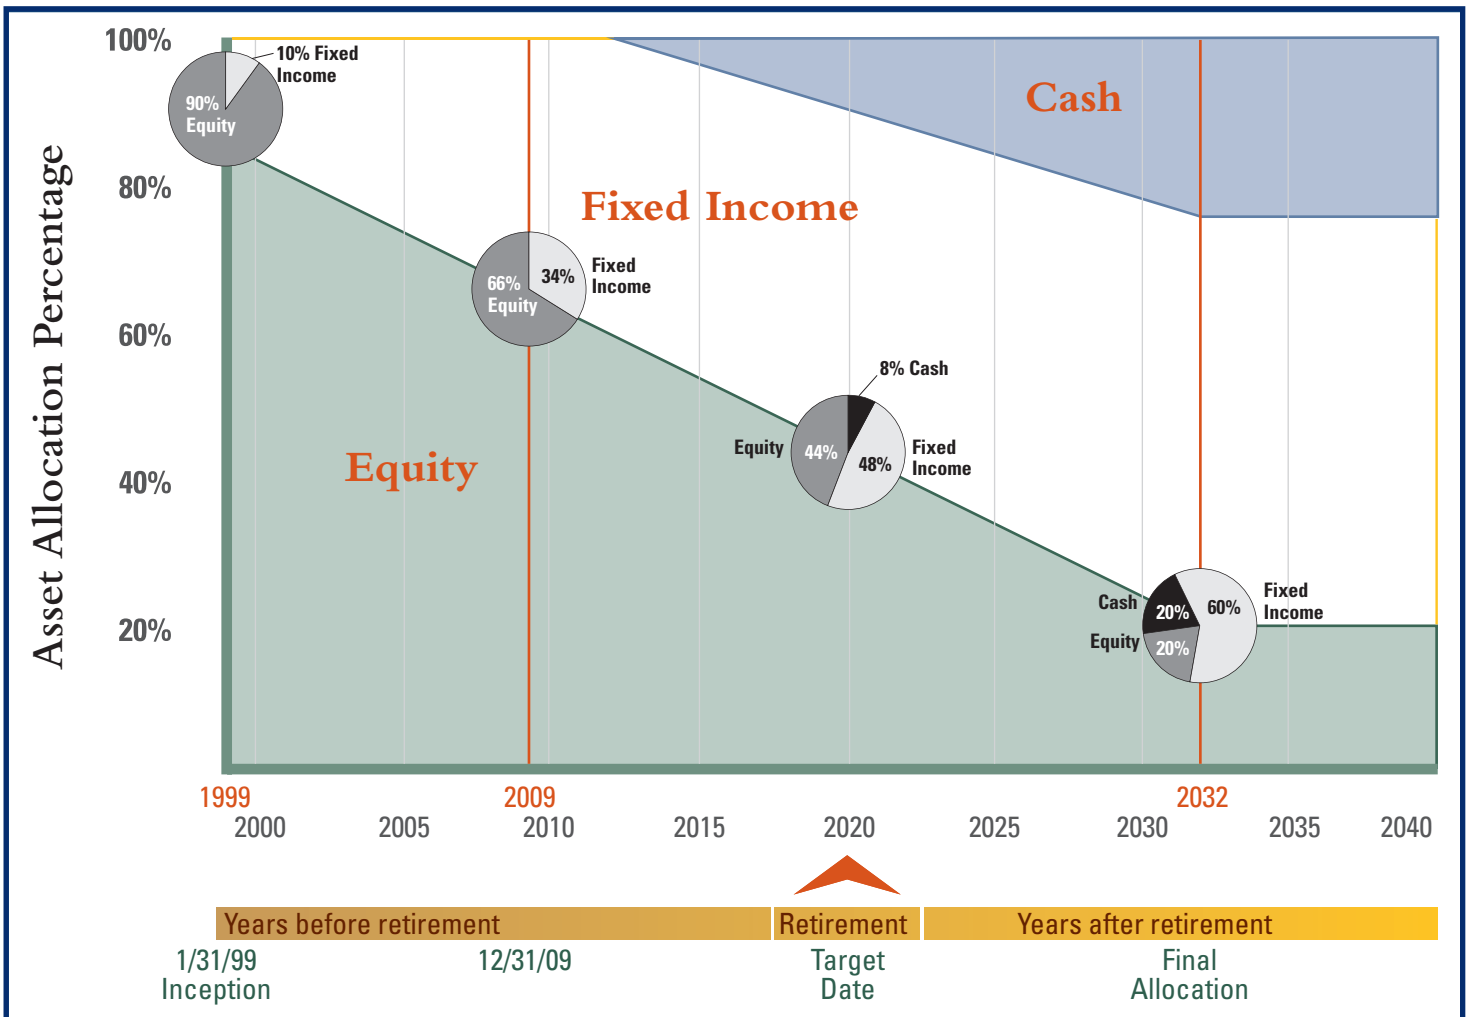 100%
10% Fixed
Income
90%
Equity
Cash
80%
Fixed Income
Fixed
Income
34%
66%
Equity
60%
8% Cash
Equity
44%
48%
Fixed
Income
Equity
40%
Asset Allocation Percentage
Cash
20%
60%
Fixed
Income
Equity
20%
20%
1999
2009
2032
2000
2005
2010
2015
2020
2025
2030
2035
2040
Years before retirement
Retirement
Years after retirement
1/31/99
Inception
12/31/09
Target
Date
Final
Allocation